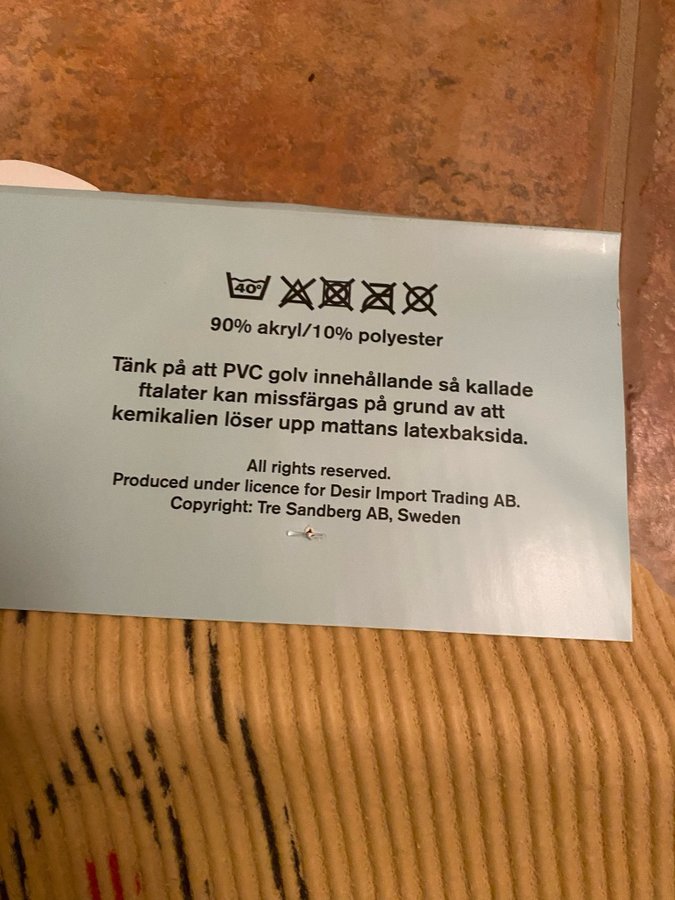 40°
90% akryl/10% polyester
Tänk på att PVC golv innehållande så kallade
ftalater kan missfärgas på grund av att
kemikalien löser upp mattans latexbaksida.
All rights reserved.
Produced under licence for Desir Import Trading AB.
Copyright: Tre Sandberg AB, Sweden